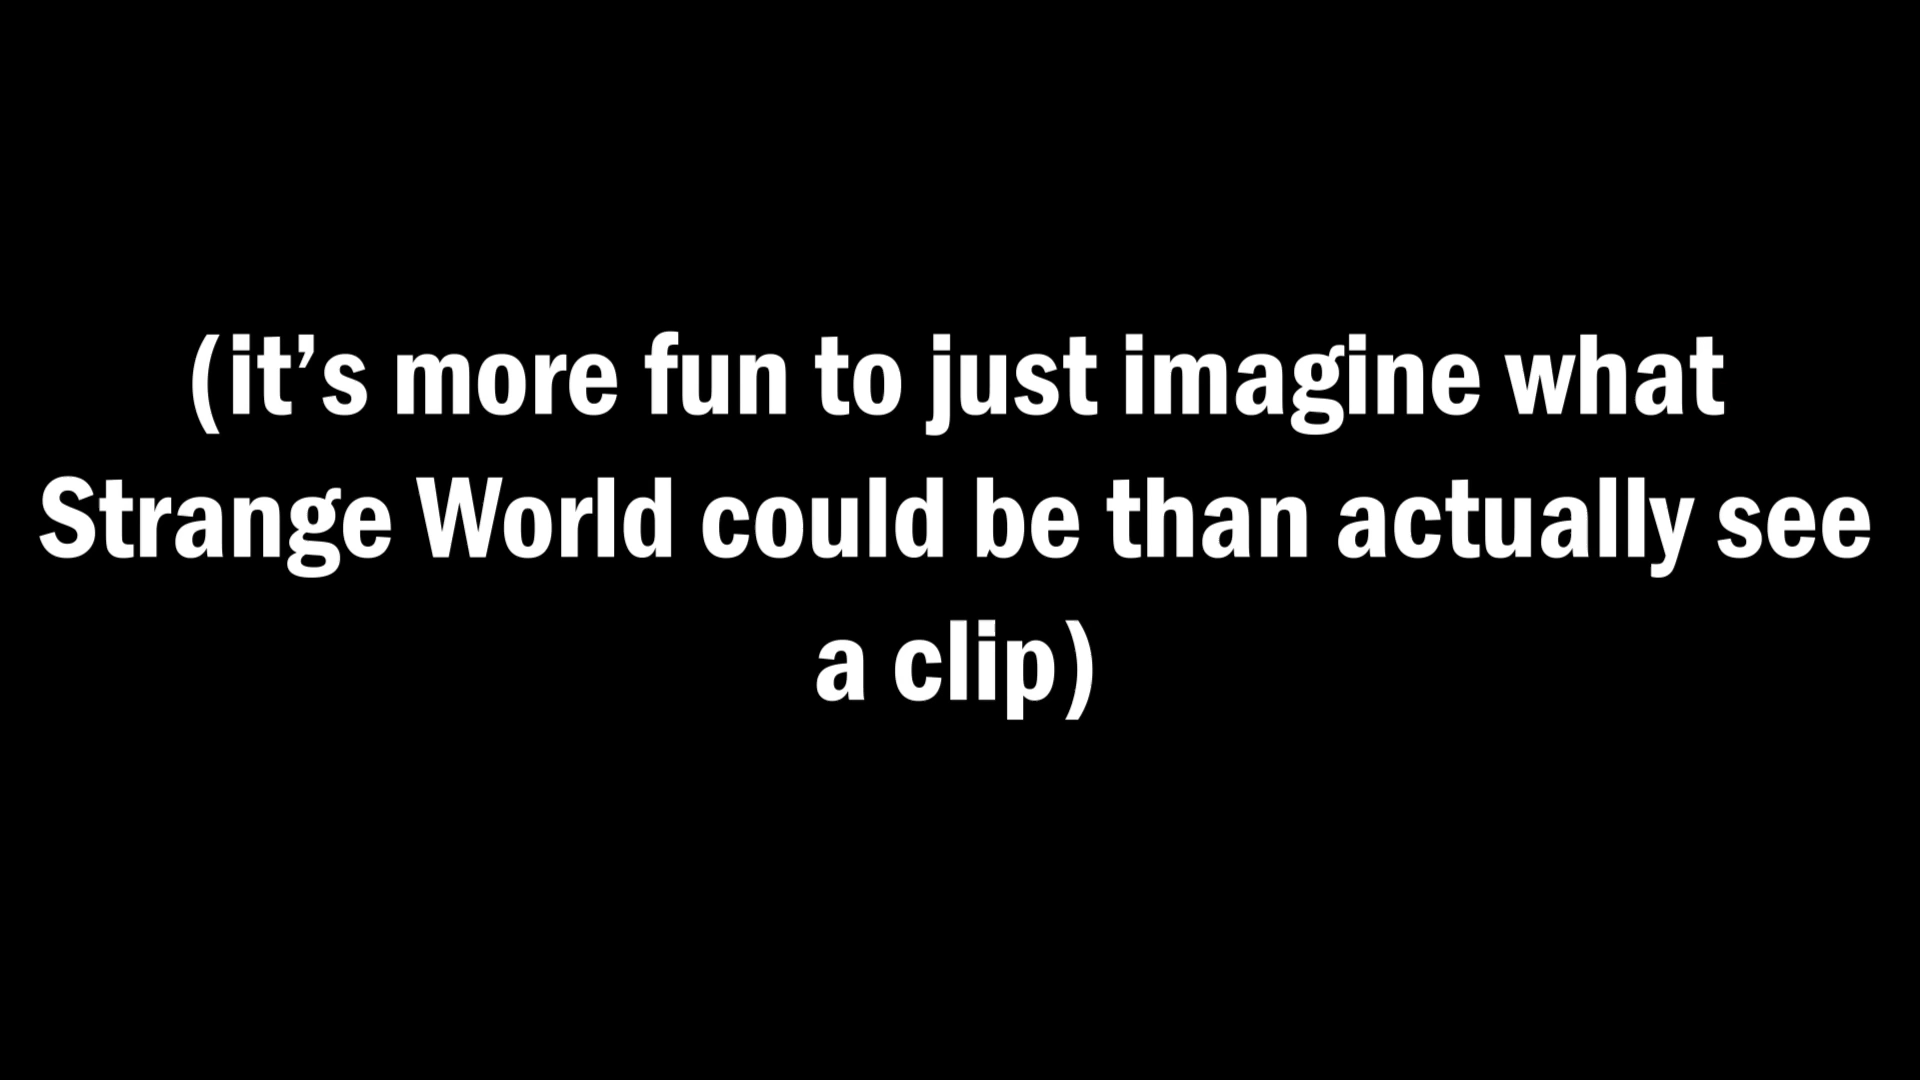 (it’s more fun to just imagine what
Strange World could be than actually see
a clip)